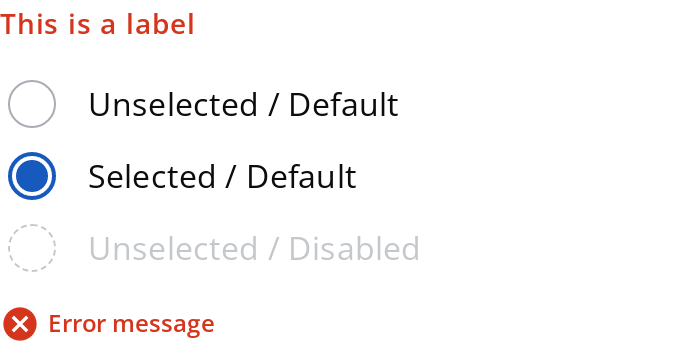 This is a label
Unselected / Default
Selected / Default
Unselected / Disabled
Error message